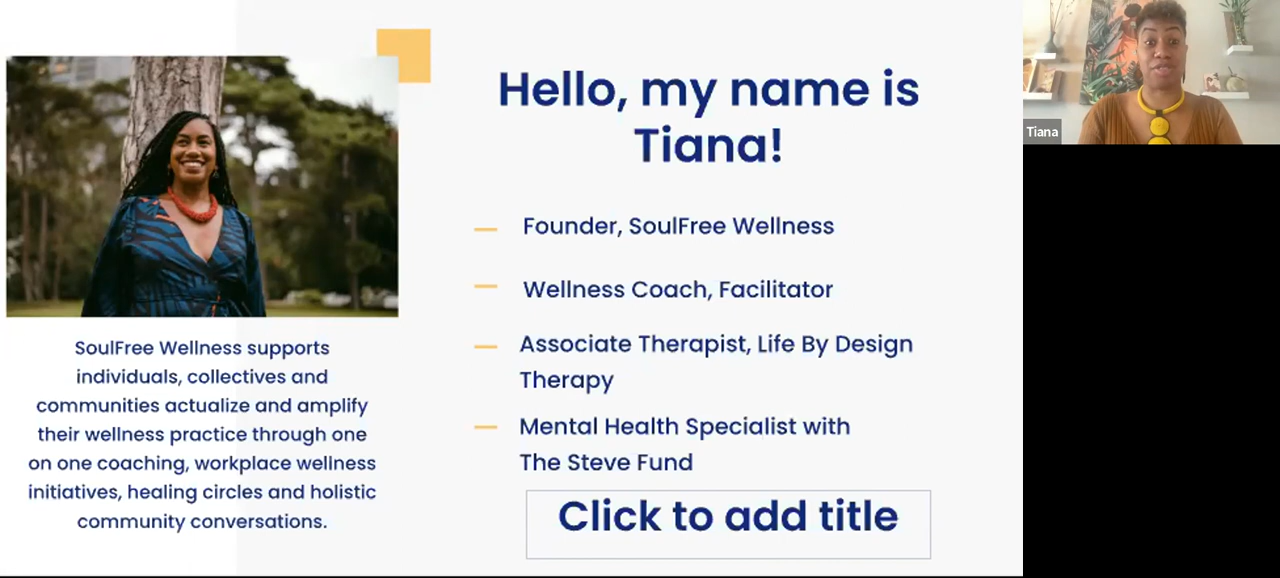 Hello, my name is
Tiana!
Founder, SoulFree Wellness
Wellness Coach, Facilitator
Associate Therapist, Life By Design
Therapy
Mental Health Specialist with
The Steve Fund
Click to add title
SoulFree Wellness supports
individuals, collectives and
communities actualize and amplify
their wellness practice through one
on one coaching, workplace wellness
initiatives, healing circles and holistic
community conversations.
Tiana